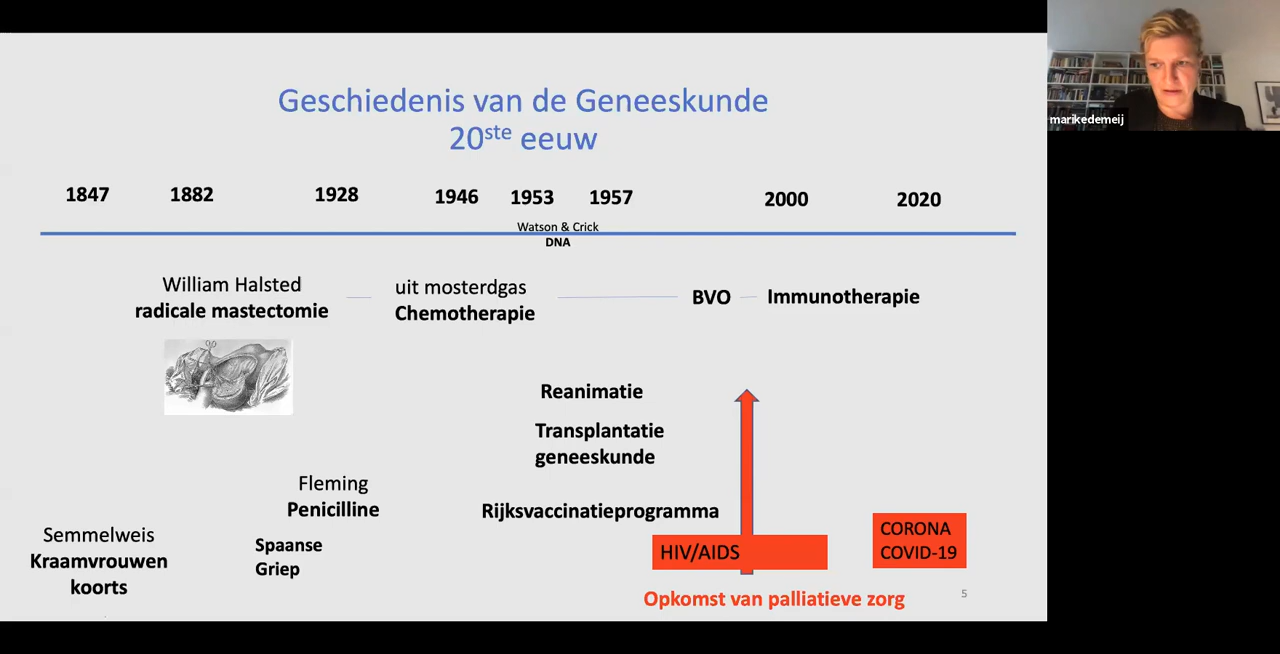 Geschiedenis van de Geneeskunde
20ste eeuw
marikedemeij
1847 1882 1928 1946 1953 1957 2000 2020
Watson & Crick
DNA
William Halsted
radicale mastectomie
uit mosterdgas
Chemotherapie
BVO
Immunotherapie
Reanimatie
Transplantatie
geneeskunde
Fleming
Penicilline
Rijksvaccinatieprogramma
Semmelweis
Kraamvrouwen
koorts
Spaanse
Griep
HIV/AIDS
CORONA
COVID-19
Opkomst van palliatieve zorg
5